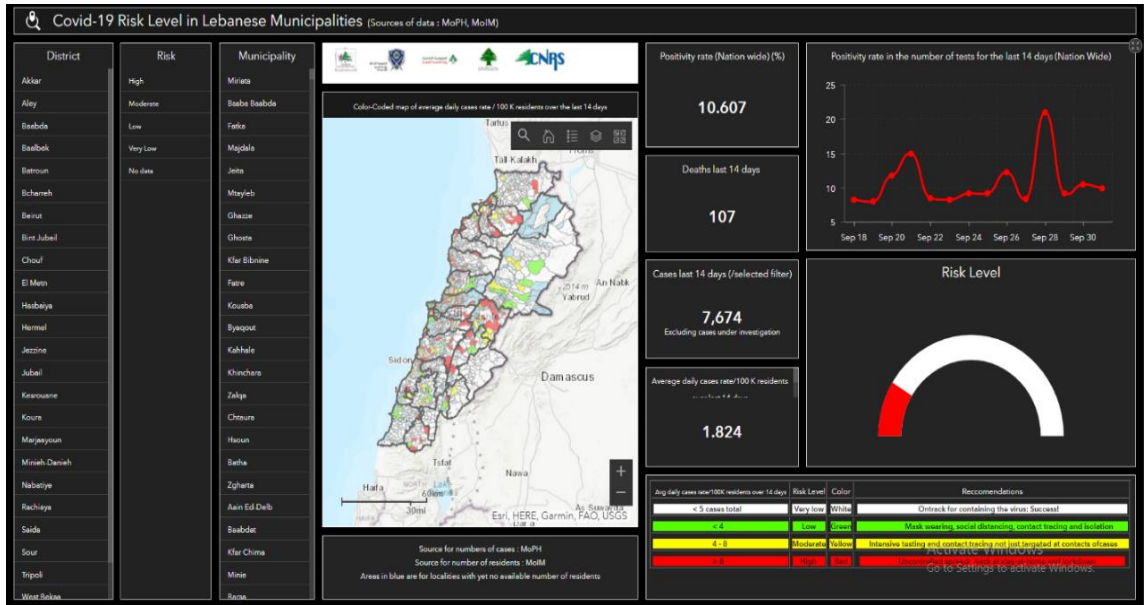 Covid-19 Risk Level in Lebanese Municipalities (Sources of data : MoPH, MoIM)
District
Akkar
Aley
Baabda
Baalbek
Batroun
Bcharreh
Beirut
Bint Jubeil
Chouf
El Metn
Hasbaiya
Hermel
Jezzine
Jubail
Kesrouane
Koura
Marjaayoun
Minieh-Danieh
Nabatiye
Rachiaya
Saida
Sour
Tripoli
West Bekaa
Risk
High
Moderate
Low
Very Low
No data
Municipality
Miriata
Baaba Baabda
Farka
Majdala
Jeita
Mtayleb
Ghazze
Ghosta
Kfar Bibnine
Fatre
Kousba
Byaqout
Kahhale
Khinchara
Zalqa
Chtaura
Hsoun
Batha
Zgharta
Aain Ed-Delb
Baabdat
Kfar Chima
Minie
CNRS
Color-Coded map of average daily cases rate / 100 K residents over the last 14 days
Tartus
Tall Kalakh
An Nabk
2814 m
Yabrud
Sidon
Damascus
Tsfat
Nawa
Haifa
30mi
As Suwayda
Esri, HERE, Garmin, FAO, USGS
Source for numbers of cases : MoPH
Source for number of residents : MoIM
Areas in blue are for localities with yet no available number of residents
Positivity rate (Nation wide) (%)
10.607
Deaths last 14 days
107
Cases last 14 days (/selected filter)
7,674
Excluding cases under investigation
Average daily cases rate/100 K residents
1.824
Positivity rate in the number of tests for the last 14 days (Nation Wide)
25
20
15
10
5
Sep 18 Sep 20 Sep 22 Sep 24 Sep 26 Sep 28 Sep 30
Risk Level
Avg daily cases rate/100K residents over 14 days Risk Level Color Reccomendations
< 5 cases total Very low White Ontrack for containing the virus: Success!
< 4 Low Green Mask wearing, social distancing, contact tracing and isolation
4 - 8 Moderate Yellow Intensive testing and contact tracing not just targeted at contacts ofcases
High Red
Activate Windows
Go to Settings to activate Windows.